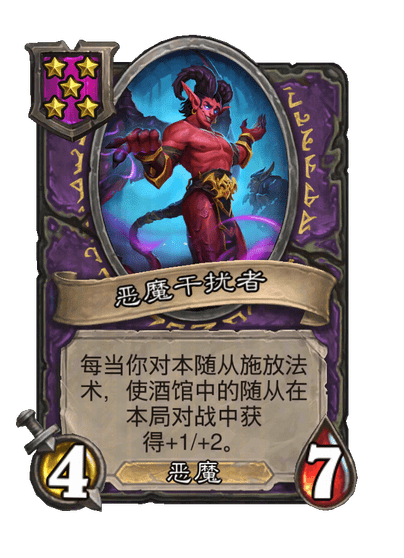 恶魔干扰者
每当你对本随从施放法
术，使酒馆中的随从在
本局对战中获
得+1/+2。
4
恶魔
7